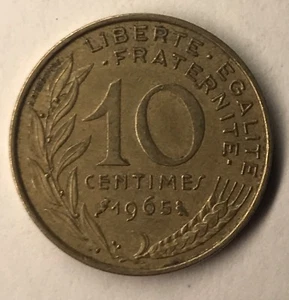 LIBERTE · EGALITE
· FRATERNITE ·
10
CENTIMES
1965